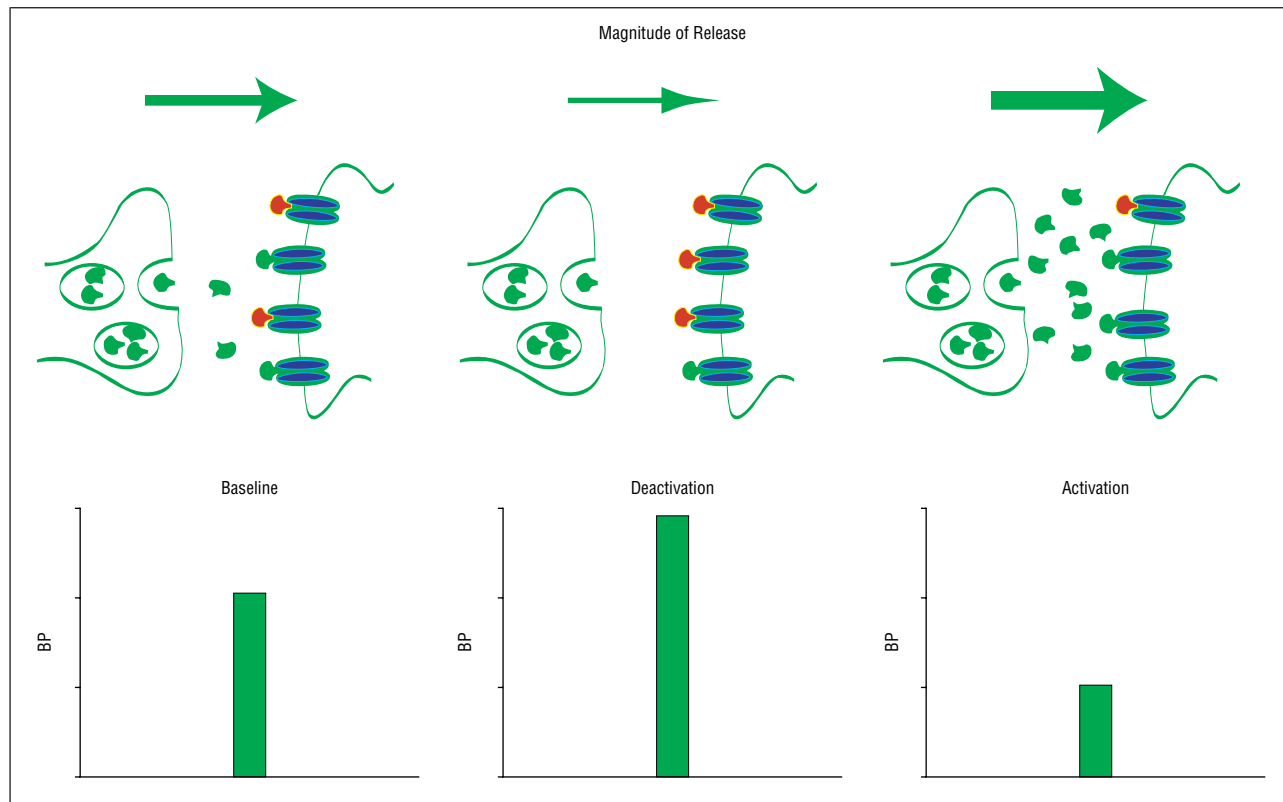 Magnitude of Release
Baseline
Deactivation
Activation
BP
BP
BP